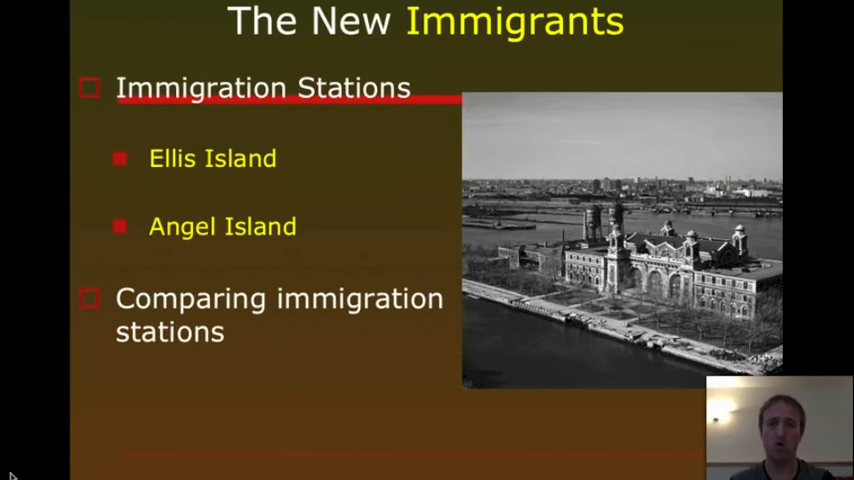 The New Immigrants
Immigration Stations
Ellis Island
Angel Island
Comparing immigration
stations